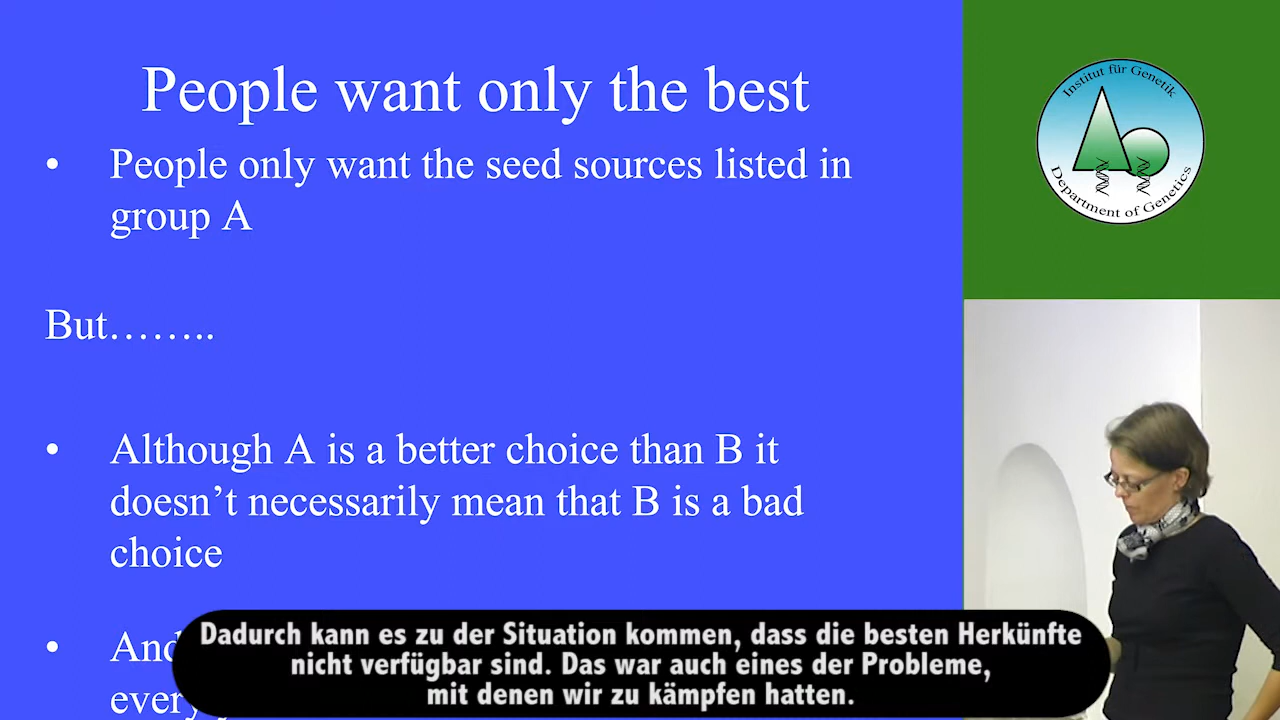 People want only the best
• People only want the seed sources listed in
group A
But……..
• Although A is a better choice than B it
doesn’t necessarily mean that B is a bad
choice
• And
every
Institut für Genetik
Department of Genetics
Dadurch kann es zu der Situation kommen, dass die besten Herkünfte
nicht verfügbar sind. Das war auch eines der Probleme,
mit denen wir zu kämpfen hatten.